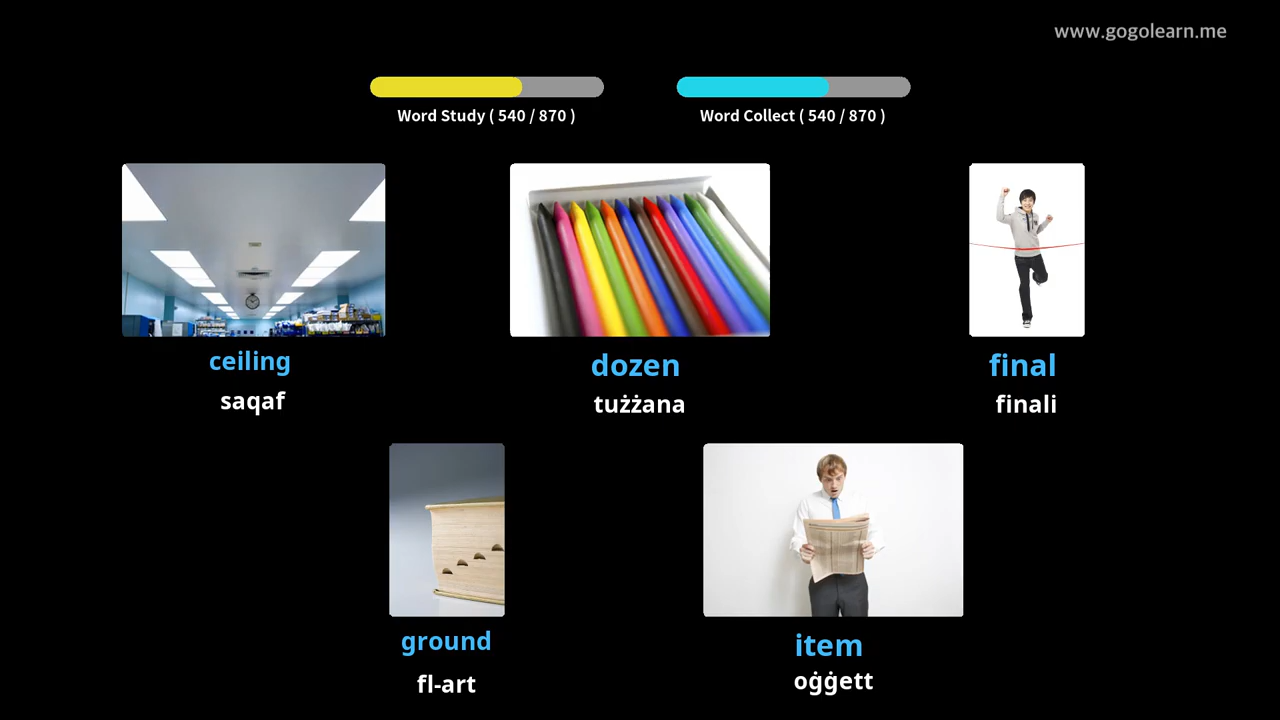 www.gogolearn.me
Word Study ( 540 / 870 )
Word Collect ( 540 / 870 )
ceiling
saqaf
dozen
tużżana
final
finali
ground
fl-art
item
oġġett